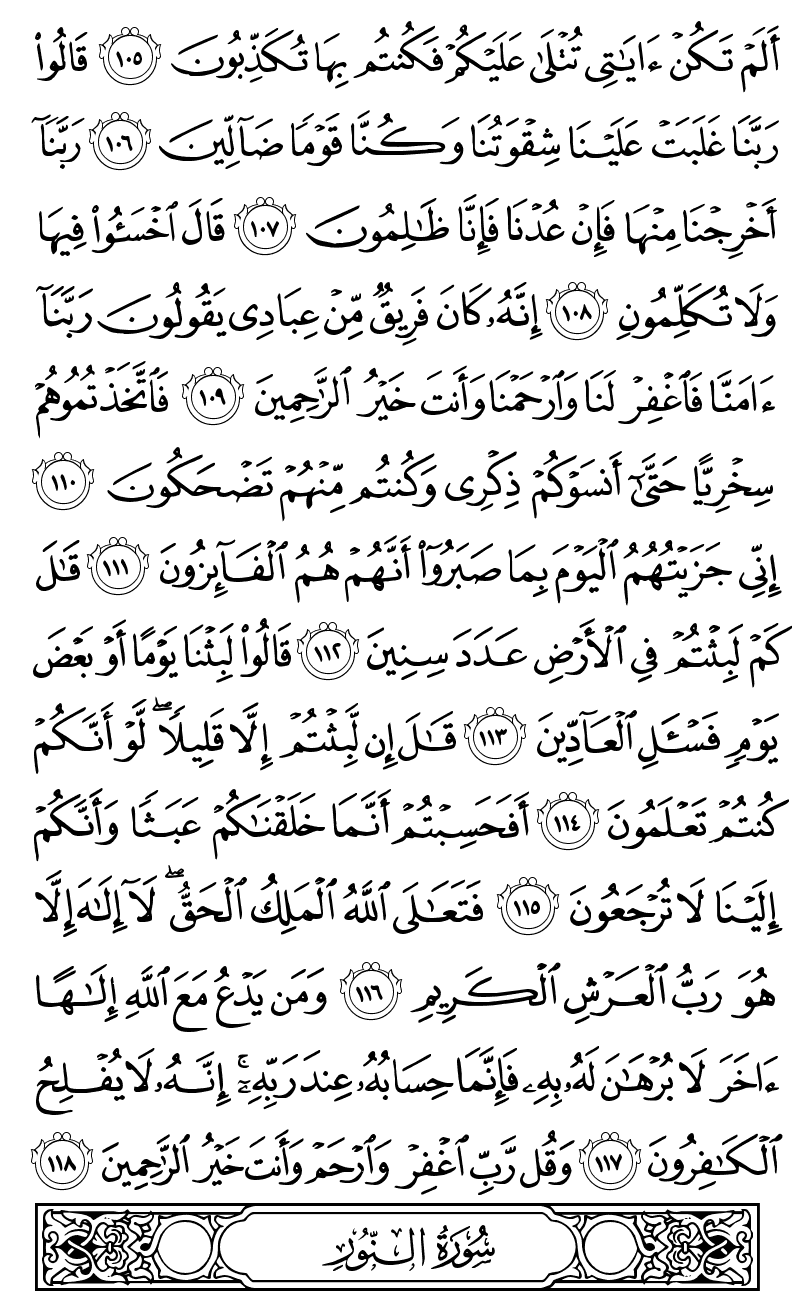 أَلَمْ تَكُنْ ءَايَٰتِى تُتْلَىٰ عَلَيْكُمْ فَكُنتُم بِهَا تُكَذِّبُونَ ١٠٥ قَالُوا۟
رَبَّنَا غَلَبَتْ عَلَيْنَا شِقْوَتُنَا وَكُنَّا قَوْمًا ضَآلِّينَ ١٠٦ رَبَّنَآ
أَخْرِجْنَا مِنْهَا فَإِنْ عُدْنَا فَإِنَّا ظَٰلِمُونَ ١٠٧ قَالَ ٱخْسَـُٔوا۟ فِيهَا
وَلَا تُكَلِّمُونِ ١٠٨ إِنَّهُۥ كَانَ فَرِيقٌ مِّنْ عِبَادِى يَقُولُونَ رَبَّنَآ
ءَامَنَّا فَٱغْفِرْ لَنَا وَٱرْحَمْنَا وَأَنتَ خَيْرُ ٱلرَّٰحِمِينَ ١٠٩ فَٱتَّخَذْتُمُوهُمْ
سِخْرِيًّا حَتَّىٰٓ أَنسَوْكُمْ ذِكْرِى وَكُنتُم مِّنْهُمْ تَضْحَكُونَ ١١٠
إِنِّى جَزَيْتُهُمُ ٱلْيَوْمَ بِمَا صَبَرُوٓا۟ أَنَّهُمْ هُمُ ٱلْفَآئِزُونَ ١١١ قَٰلَ
كَمْ لَبِثْتُمْ فِى ٱلْأَرْضِ عَدَدَ سِنِينَ ١١٢ قَالُوا۟ لَبِثْنَا يَوْمًا أَوْ بَعْضَ
يَوْمٍ فَسْـَٔلِ ٱلْعَآدِّينَ ١١٣ قَٰلَ إِن لَّبِثْتُمْ إِلَّا قَلِيلًا ۖ لَّوْ أَنَّكُمْ
كُنتُمْ تَعْلَمُونَ ١١٤ أَفَحَسِبْتُمْ أَنَّمَا خَلَقْنَٰكُمْ عَبَثًا وَأَنَّكُمْ
إِلَيْنَا لَا تُرْجَعُونَ ١١٥ فَتَعَٰلَى ٱللَّهُ ٱلْمَلِكُ ٱلْحَقُّ ۖ لَآ إِلَٰهَ إِلَّا
هُوَ رَبُّ ٱلْعَرْشِ ٱلْكَرِيمِ ١١٦ وَمَن يَدْعُ مَعَ ٱللَّهِ إِلَٰهًا
ءَاخَرَ لَا بُرْهَٰنَ لَهُۥ بِهِۦ فَإِنَّمَا حِسَابُهُۥ عِندَ رَبِّهِۦٓ ۚ إِنَّهُۥ لَا يُفْلِحُ
ٱلْكَٰفِرُونَ ١١٧ وَقُل رَّبِّ ٱغْفِرْ وَٱرْحَمْ وَأَنتَ خَيْرُ ٱلرَّٰحِمِينَ ١١٨
سُورَةُ النُّورِ